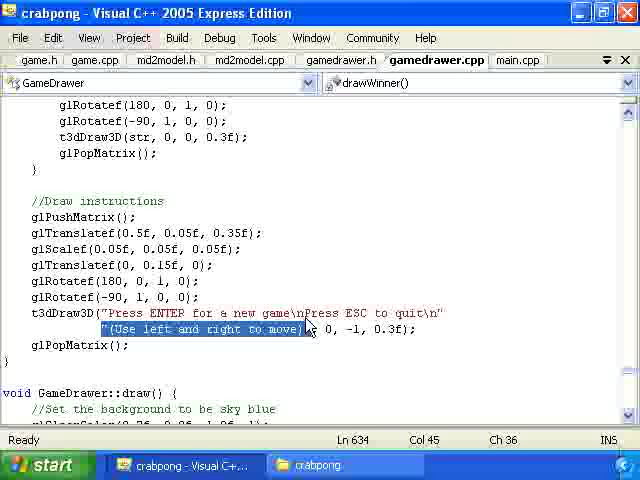 crabpong - Visual C++ 2005 Express Edition
File Edit View Project Build Debug Tools Window Community Help
game.h game.cpp md2model.h md2model.cpp gamedrawer.h gamedrawer.cpp main.cpp
GameDrawer drawWinner()
glRotatef(180, 0, 1, 0);
glRotatef(-90, 1, 0, 0);
t3dDraw3D(str, 0, 0, 0.3f);
glPopMatrix();
}
//Draw instructions
glPushMatrix();
glTranslatef(0.5f, 0.05f, 0.35f);
glScalef(0.05f, 0.05f, 0.05f);
glTranslatef(0, 0.15f, 0);
glRotatef(180, 0, 1, 0);
glRotatef(-90, 1, 0, 0);
t3dDraw3D("Press ENTER for a new game\nPress ESC to quit\n"
"(Use left and right to move) 0, -1, 0.3f);
glPopMatrix();
}
void GameDrawer::draw() {
//Set the background to be sky blue
Ready Ln 634 Col 45 Ch 36 INS
start crabpong - Visual C+... crabpong